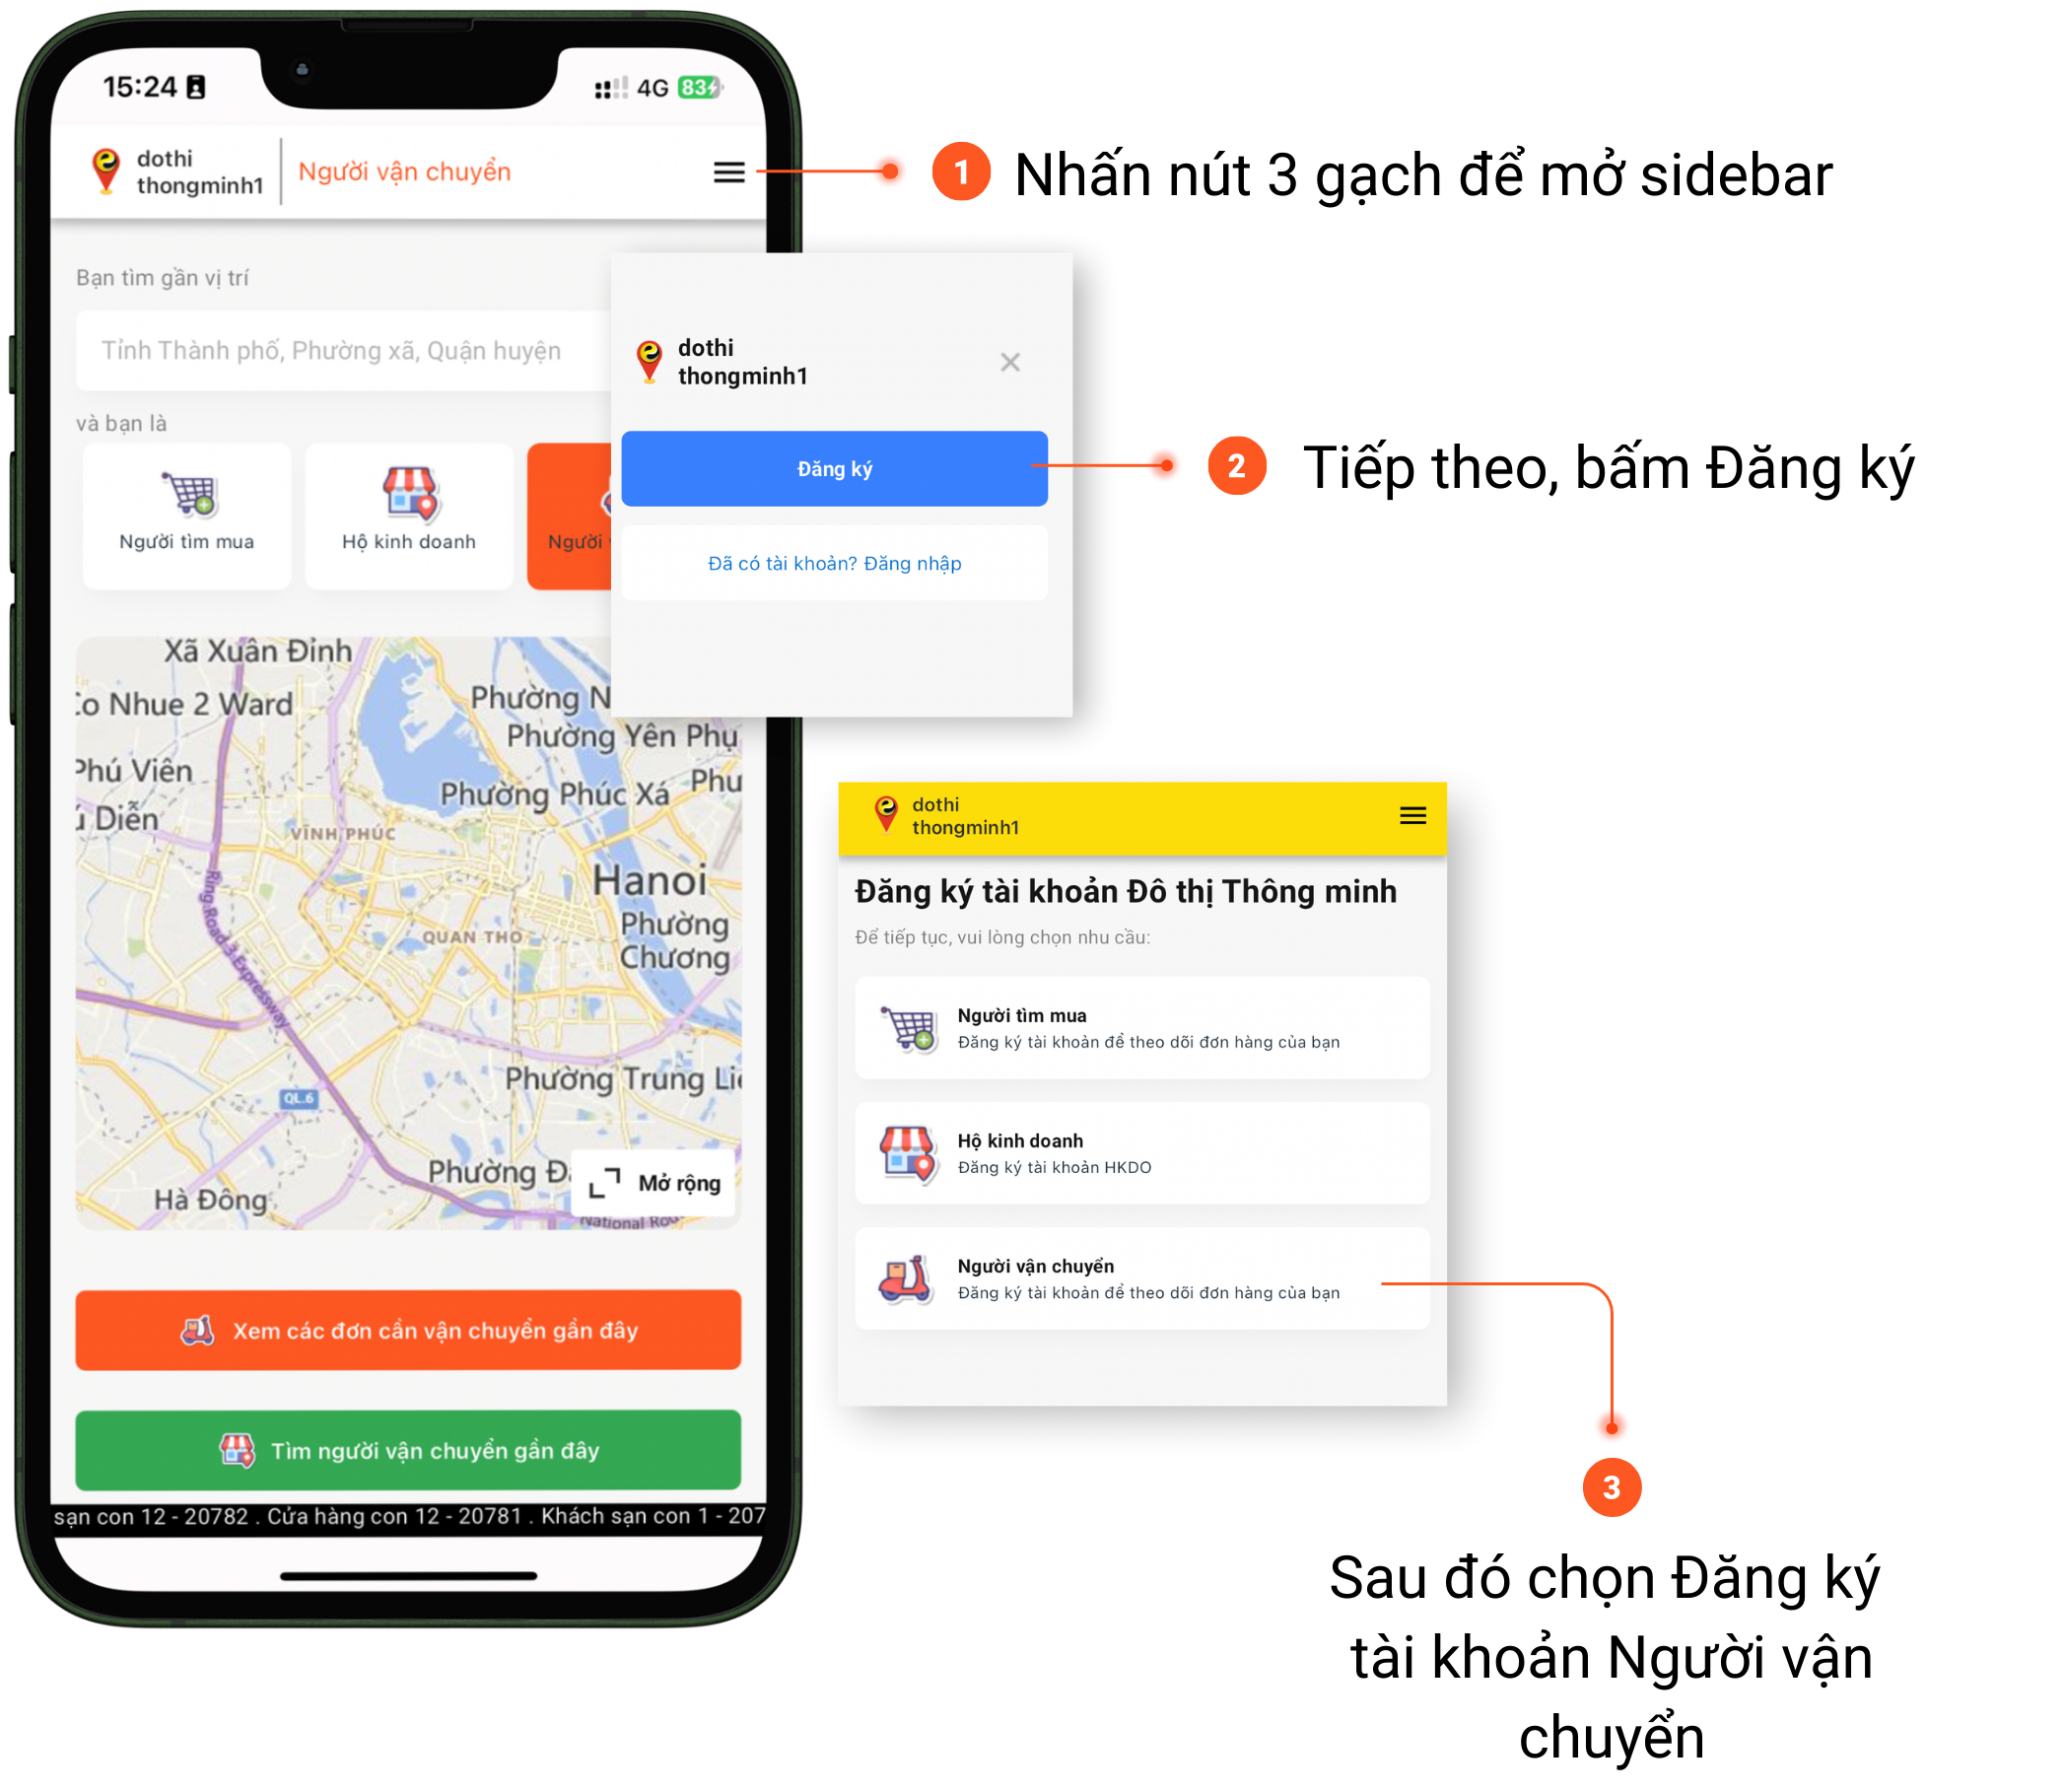 15:24
4G 83
dothi
thongminh1
Người vận chuyển
1 Nhấn nút 3 gạch để mở sidebar
Bạn tìm gần vị trí
Tỉnh Thành phố, Phường xã, Quận huyện
và bạn là
Người tìm mua
Hộ kinh doanh
Người
dothi
thongminh1
Đăng ký
2 Tiếp theo, bấm Đăng ký
Đã có tài khoản? Đăng nhập
Xã Xuân Đỉnh
Co Nhue 2 Ward
Phường N
Phường Yên Phụ
Phú Viên
Phường Phúc Xá
Phư
Diễn
VĨNH PHÚC
Hanoi
Ring Road 3 Expressway
Phường
Chương
QUAN THO
Phường Trung Liệ
QL.6
Phường Đ
Mở rộng
Hà Đông
National Ro
Xem các đơn cần vận chuyển gần đây
Tìm người vận chuyển gần đây
sạn con 12 - 20782 . Cửa hàng con 12 - 20781 . Khách sạn con 1 - 207
dothi
thongminh1
Đăng ký tài khoản Đô thị Thông minh
Để tiếp tục, vui lòng chọn nhu cầu:
Người tìm mua
Đăng ký tài khoản để theo dõi đơn hàng của bạn
Hộ kinh doanh
Đăng ký tài khoản HKDO
Người vận chuyển
Đăng ký tài khoản để theo dõi đơn hàng của bạn
3
Sau đó chọn Đăng ký
tài khoản Người vận
chuyển